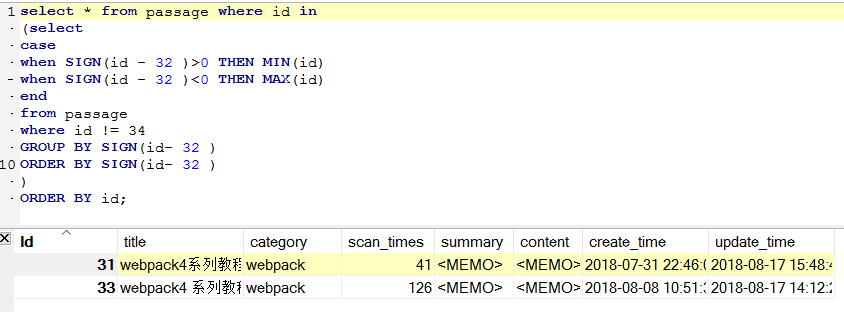 1 select * from passage where id in
(select
case
when SIGN(id - 32 )>0 THEN MIN(id)
when SIGN(id - 32 )<0 THEN MAX(id)
end
from passage
where id != 34
GROUP BY SIGN(id- 32 )
10 ORDER BY SIGN(id- 32 )
)
ORDER BY id;
Id title category scan_times summary content create_time update_time
31 webpack4系列教程 webpack 41 <MEMO> <MEMO> 2018-07-31 22:46:0 2018-08-17 15:48:4
33 webpack4 系列教 webpack 126 <MEMO> <MEMO> 2018-08-08 10:51: 2018-08-17 14:12:2